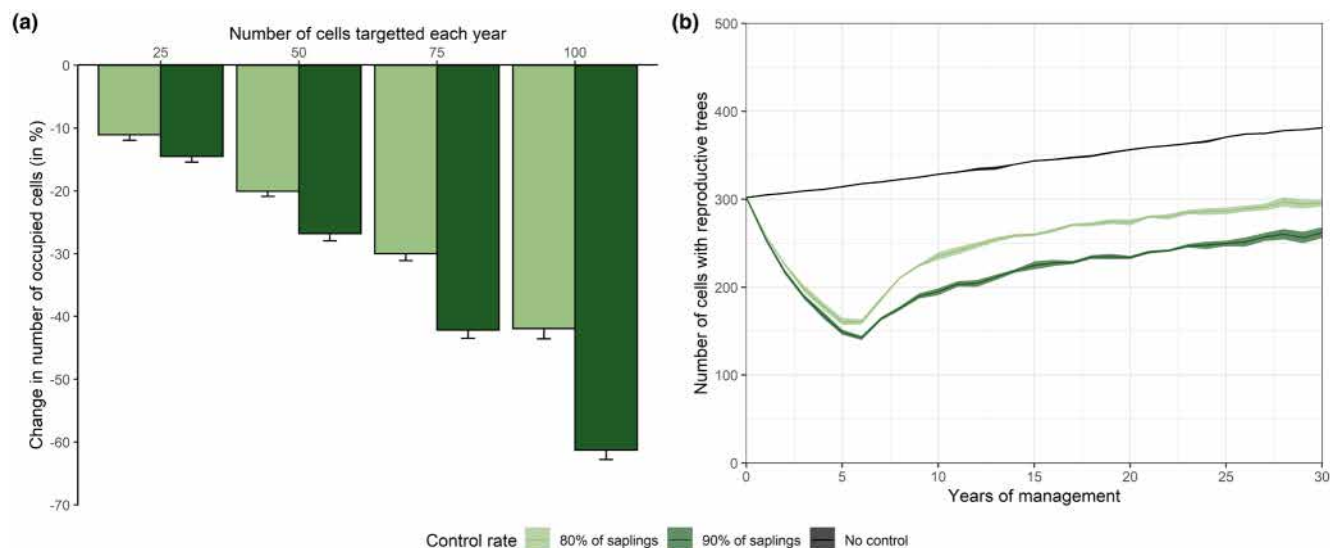 (a)
Number of cells targetted each year
25 50 75 100
0
-10
-20
-30
-40
-50
-60
-70
Change in number of occupied cells (in %)
(b)
500
400
300
200
100
0
Number of cells with reproductive trees
0 5 10 15 20 25 30
Years of management
Control rate 80% of saplings 90% of saplings No control